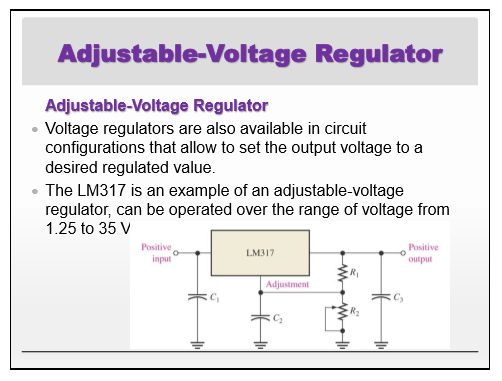 Adjustable-Voltage Regulator
Adjustable-Voltage Regulator
Voltage regulators are also available in circuit
configurations that allow to set the output voltage to a
desired regulated value.
The LM317 is an example of an adjustable-voltage
regulator, can be operated over the range of voltage from
1.25 to 35 V
Positive
input
LM317
Positive
output
Adjustment
R1
C1
C2
R2
C3